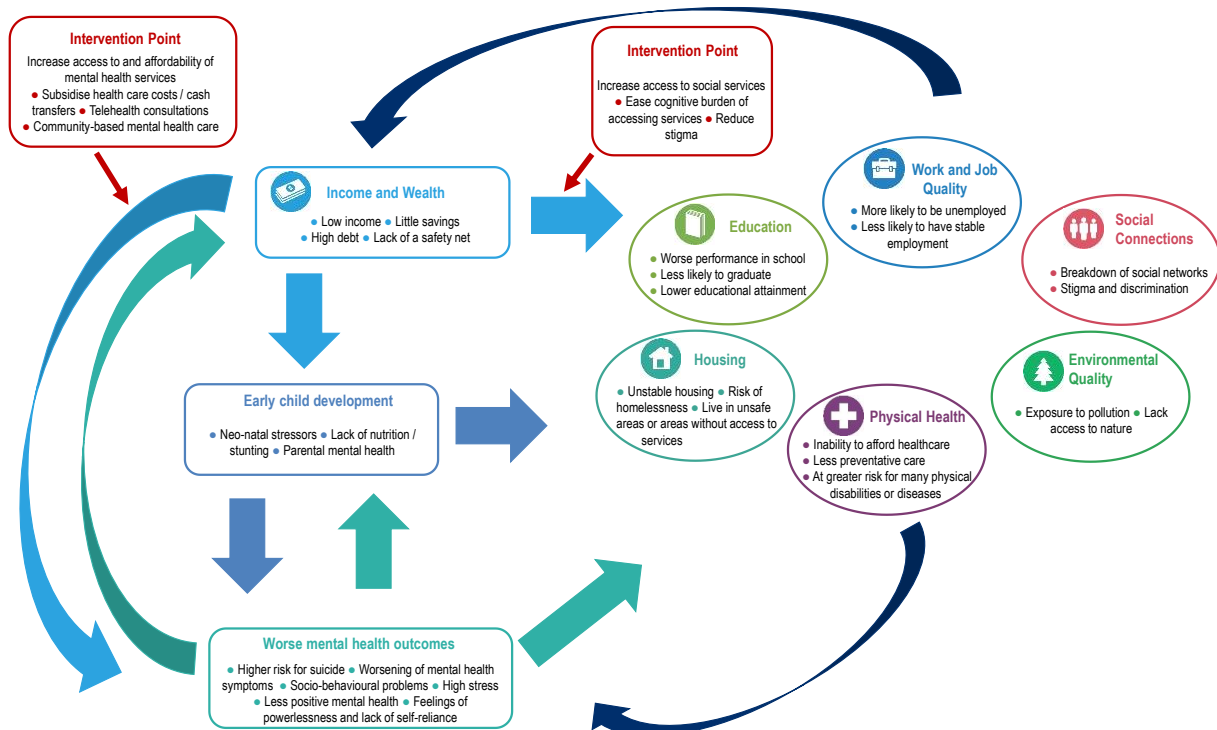 Intervention Point
Increase access to and affordability of
mental health services
● Subsidise health care costs / cash
transfers ● Telehealth consultations
● Community-based mental health care
Intervention Point
Increase access to social services
● Ease cognitive burden of
accessing services ● Reduce
stigma
Income and Wealth
● Low income ● Little savings
● High debt ● Lack of a safety net
Work and Job
Quality
● More likely to be unemployed
● Less likely to have stable
employment
Education
● Worse performance in school
● Less likely to graduate
● Lower educational attainment
Social
Connections
● Breakdown of social networks
● Stigma and discrimination
Housing
● Unstable housing ● Risk of
homelessness ● Live in unsafe
areas or areas without access to
services
Environmental
Quality
● Exposure to pollution ● Lack
access to nature
Physical Health
● Inability to afford healthcare
● Less preventative care
● At greater risk for many physical
disabilities or diseases
Early child development
● Neo-natal stressors ● Lack of nutrition /
stunting ● Parental mental health
Worse mental health outcomes
● Higher risk for suicide ● Worsening of mental health
symptoms ● Socio-behavioural problems ● High stress
● Less positive mental health ● Feelings of
powerlessness and lack of self-reliance